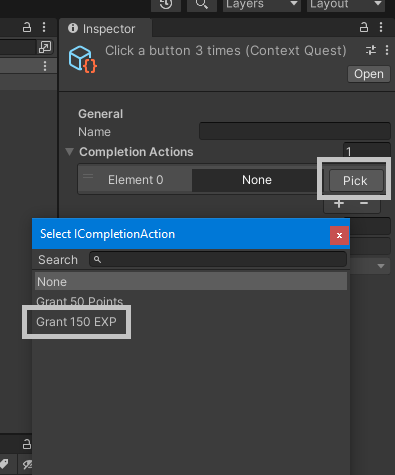 Layers
Layout
Inspector
Click a button 3 times (Context Quest)
Open
General
Name
Completion Actions
1
Element 0
None
Pick
+ −
Select ICompletionAction
x
Search
None
Grant 50 Points
Grant 150 EXP